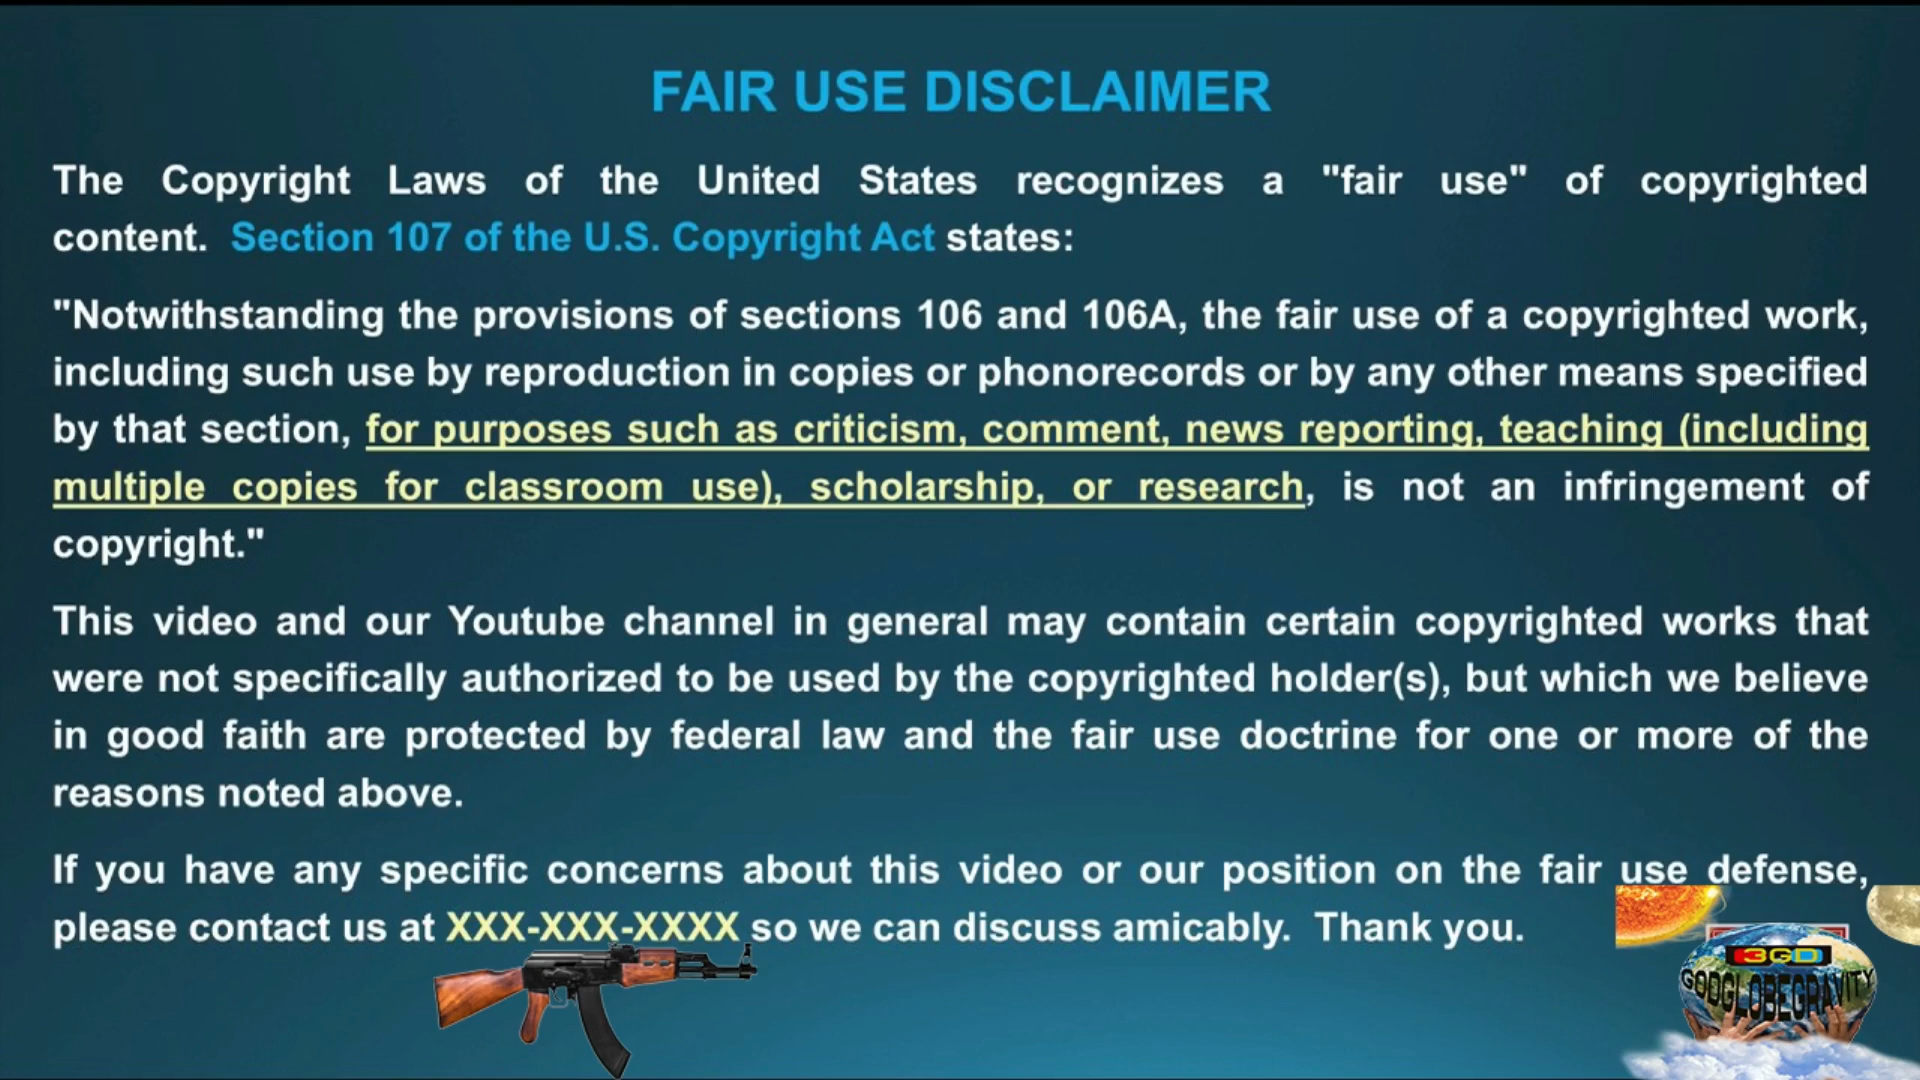 FAIR USE DISCLAIMER
The Copyright Laws of the United States recognizes a "fair use" of copyrighted
content. Section 107 of the U.S. Copyright Act states:
"Notwithstanding the provisions of sections 106 and 106A, the fair use of a copyrighted work,
including such use by reproduction in copies or phonorecords or by any other means specified
by that section, for purposes such as criticism, comment, news reporting, teaching (including
multiple copies for classroom use), scholarship, or research, is not an infringement of
copyright."
This video and our Youtube channel in general may contain certain copyrighted works that
were not specifically authorized to be used by the copyrighted holder(s), but which we believe
in good faith are protected by federal law and the fair use doctrine for one or more of the
reasons noted above.
If you have any specific concerns about this video or our position on the fair use defense,
please contact us at XXX-XXX-XXXX so we can discuss amicably. Thank you.
3GD
GODGLOBEGRAVITY